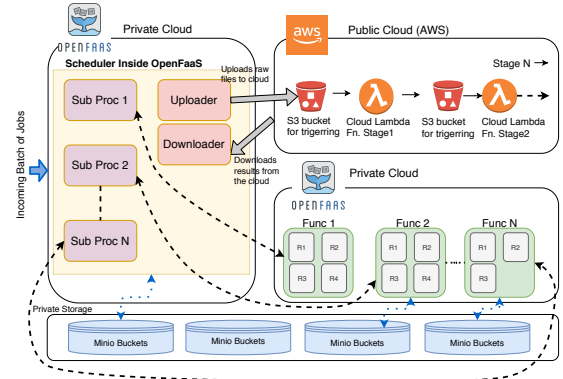 Private Cloud
OPENFAAS
Scheduler Inside OpenFaaS
Incoming Batch of Jobs
Sub Proc 1
Sub Proc 2
Sub Proc N
Uploader
Downloader
Uploads raw
files to cloud
Downloads
results from
the cloud
aws
Public Cloud (AWS)
Stage N
S3 bucket
for trigerring
Cloud Lambda
Fn. Stage1
S3 bucket
for trigerring
Cloud Lambda
Fn. Stage2
Private Cloud
OPENFAAS
Func 1
R1
R2
R3
R4
Func 2
R1
R2
R3
R4
Func N
R1
R2
R3
Private Storage
Minio Buckets
Minio Buckets
Minio Buckets
Minio Buckets